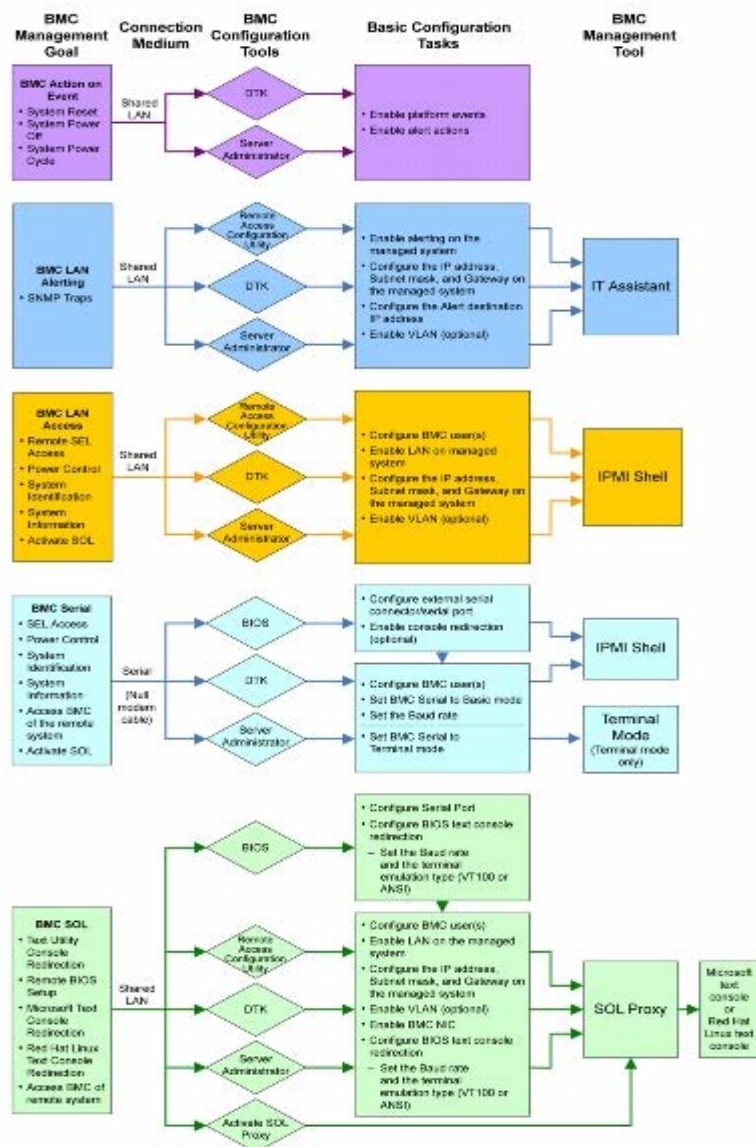 BMC
Management
Goal
Connection
Medium
BMC
Configuration
Tools
Basic Configuration
Tasks
BMC
Management
Tool
BMC Action on
Event
• System Reset
• System Power
Off
• System Power
Cycle
Shared
LAN
DTK
Server
Administrator
• Enable platform events
• Enable alert actions
BMC LAN
Alerting
• SNMP Traps
Shared
LAN
Remote
Access
Configuration
Utility
DTK
Server
Administrator
• Enable alerting on the
managed system
• Configure the IP address,
Subnet mask, and Gateway on
the managed system
• Configure the Alert destination
IP address
• Enable VLAN (optional)
IT Assistant
BMC LAN
Access
• Remote SEL
Access
• Power Control
• System
Identification
• System
Information
• Activate SOL
Shared
LAN
Remote
Access
Configuration
Utility
DTK
Server
Administrator
• Configure BMC user(s)
• Enable LAN on managed
system
• Configure the IP address,
Subnet mask, and Gateway on
the managed system
• Enable VLAN (optional)
IPMI Shell
BMC Serial
• SEL Access
• Power Control
• System
Identification
• System
Information
• Access BMC
of the remote
system
• Activate SOL
Serial
(Null
modem
cable)
BIOS
DTK
Server
Administrator
• Configure external serial
connector/serial port
• Enable console redirection
(optional)
• Configure BMC user(s)
• Set BMC Serial to Basic mode
• Set the Baud rate
• Set BMC Serial to
Terminal mode
IPMI Shell
Terminal
Mode
(Terminal mode
only)
BMC SOL
• Text Utility
Console
Redirection
• Remote BIOS
Setup
• Microsoft Text
Console
Redirection
• Red Hat Linux
Text Console
Redirection
• Access BMC of
remote system
Shared
LAN
BIOS
Remote
Access
Configuration
Utility
DTK
Server
Administrator
Activate SOL
Proxy
• Configure Serial Port
• Configure BIOS text console
redirection
– Set the Baud rate
and the terminal
emulation type (VT100 or
ANSI)
• Configure BMC user(s)
• Enable LAN on the managed
system
• Configure the IP address,
Subnet mask, and Gateway on
the managed system
• Enable VLAN (optional)
• Enable BMC NIC
• Configure BIOS text console
redirection
– Set the Baud rate
and the terminal
emulation type (VT100 or
ANSI)
SOL Proxy
Microsoft
text
console
or
Red Hat
Linux text
console